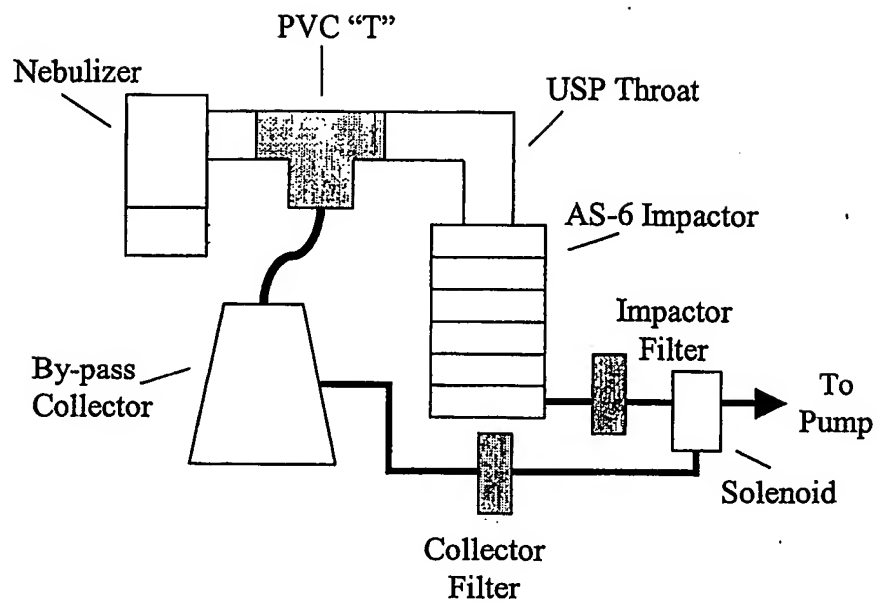 PVC “T”
Nebulizer
USP Throat
AS-6 Impactor
Impactor
Filter
By-pass
Collector
To
Pump
Solenoid
Collector
Filter